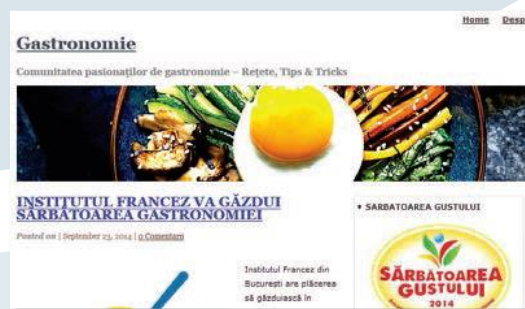 Home Desp
Gastronomie
Comunitatea pasionaților de gastronomie – Rețete, Tips & Tricks
INSTITUTUL FRANCEZ VA GĂZDUI
SĂRBĂTOAREA GASTRONOMIEI
Posted on | September 23, 2014 | 0 Comentarii
Institutul Francez din
București are plăcerea
să găzduiască în
SARBATOAREA GUSTULUI
SĂRBĂTOAREA
GUSTULUI
2014